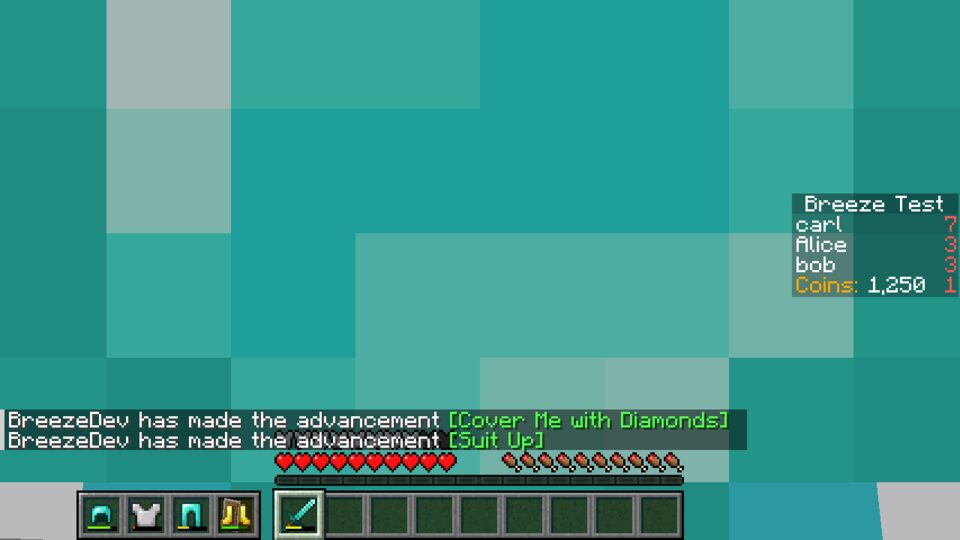 Breeze Test
carl 7
Alice 3
bob 3
Coins: 1,250 1
BreezeDev has made the advancement [Cover Me with Diamonds]
BreezeDev has made the advancement [Suit Up]